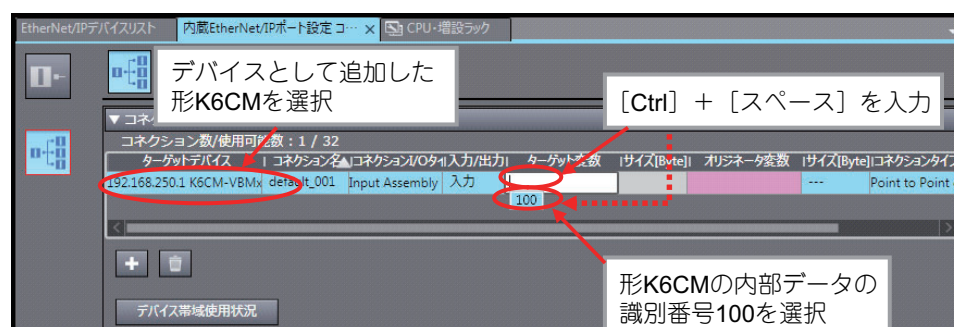 EtherNet/IPデバイスリスト 内蔵EtherNet/IPポート設定 コ… × CPU・増設ラック
デバイスとして追加した
形K6CMを選択
［Ctrl］＋［スペース］を入力
▼コネ
コネクション数/使用可能数 : 1 / 32
ターゲットデバイス コネクション名▲ コネクションI/Oタイ 入力/出力 ターゲット変数 サイズ[Byte] オリジネータ変数 サイズ[Byte] コネクションタイプ
192.168.250.1 K6CM-VBMx default_001 Input Assembly 入力 --- Point to Point
100
形K6CMの内部データの
識別番号100を選択
デバイス帯域使用状況